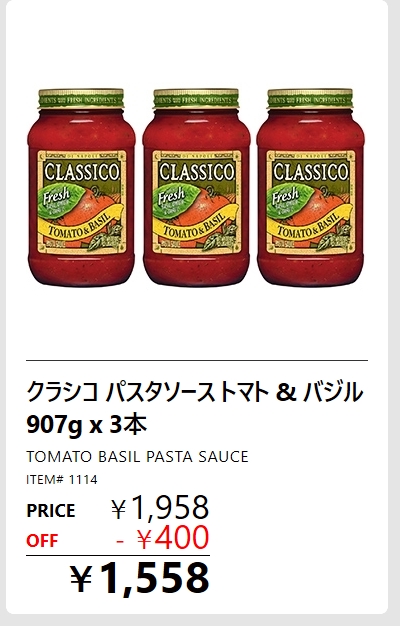 CLASSICO CLASSICO CLASSICO
Fresh Fresh Fresh
TOMATO & BASIL TOMATO & BASIL TOMATO & BASIL
クラシコ パスタソース トマト & バジル
907g x 3本
TOMATO BASIL PASTA SAUCE
ITEM# 1114
PRICE ￥1,958
OFF - ￥400
￥1,558